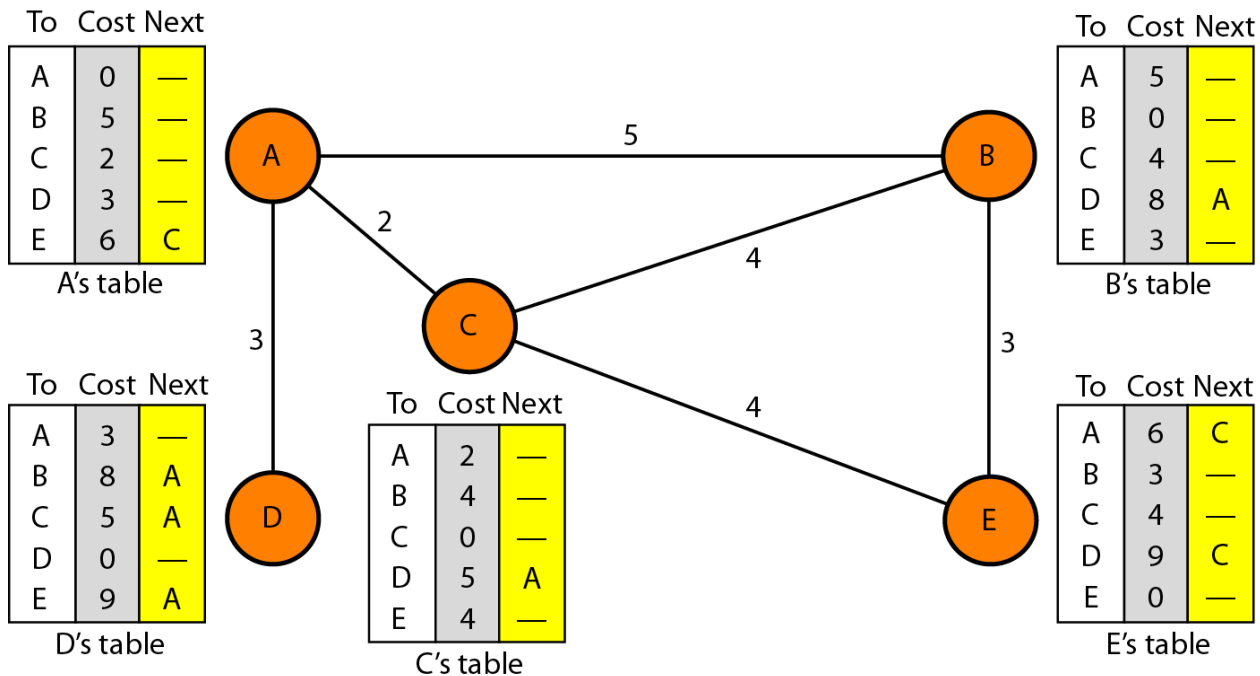 To Cost Next
A 0 —
B 5 —
C 2 —
D 3 —
E 6 C
A's table
To Cost Next
A 5 —
B 0 —
C 4 —
D 8 A
E 3 —
B's table
A
5
B
2
4
C
3
3
4
D
E
To Cost Next
A 3 —
B 8 A
C 5 A
D 0 —
E 9 A
D's table
To Cost Next
A 2 —
B 4 —
C 0 —
D 5 A
E 4 —
C's table
To Cost Next
A 6 C
B 3 —
C 4 —
D 9 C
E 0 —
E's table